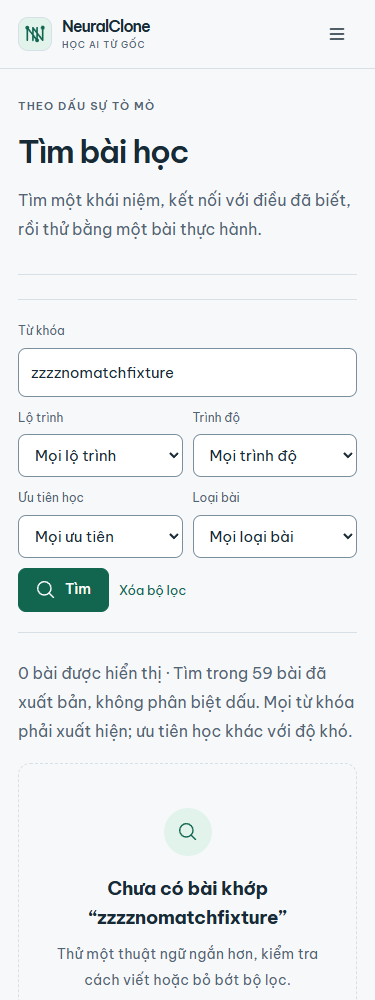 NeuralClone
HỌC AI TỪ GỐC
THEO DẤU SỰ TÒ MÒ
Tìm bài học
Tìm một khái niệm, kết nối với điều đã biết,
rồi thử bằng một bài thực hành.
Từ khóa
zzzznomatchfixture
Lộ trình
Trình độ
Mọi lộ trình
Mọi trình độ
Ưu tiên học
Loại bài
Mọi ưu tiên
Mọi loại bài
Tìm
Xóa bộ lọc
0 bài được hiển thị · Tìm trong 59 bài đã
xuất bản, không phân biệt dấu. Mọi từ khóa
phải xuất hiện; ưu tiên học khác với độ khó.
Chưa có bài khớp
“zzzznomatchfixture”
Thử một thuật ngữ ngắn hơn, kiểm tra
cách viết hoặc bỏ bớt bộ lọc.